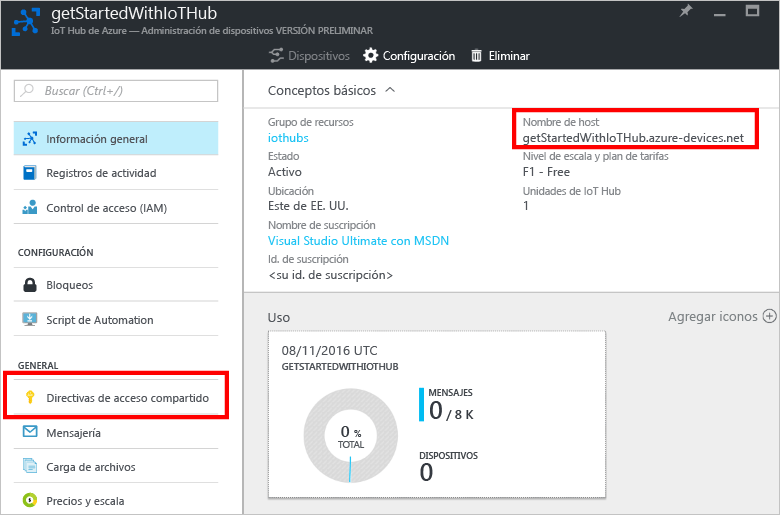 getStartedWithIoTHub
IoT Hub de Azure — Administración de dispositivos VERSIÓN PRELIMINAR
Dispositivos
Configuración
Eliminar
Buscar (Ctrl+/)
Información general
Registros de actividad
Control de acceso (IAM)
CONFIGURACIÓN
Bloqueos
Script de Automation
GENERAL
Directivas de acceso compartido
Mensajería
Carga de archivos
Precios y escala
Conceptos básicos
Grupo de recursos
iothubs
Estado
Activo
Ubicación
Este de EE. UU.
Nombre de suscripción
Visual Studio Ultimate con MSDN
Id. de suscripción
<su id. de suscripción>
Nombre de host
getStartedWithIoTHub.azure-devices.net
Nivel de escala y plan de tarifas
F1 - Free
Unidades de IoT Hub
1
Uso
Agregar iconos
08/11/2016 UTC
GETSTARTEDWITHIOTHUB
0 %
TOTAL
MENSAJES
0 / 8 K
DISPOSITIVOS
0